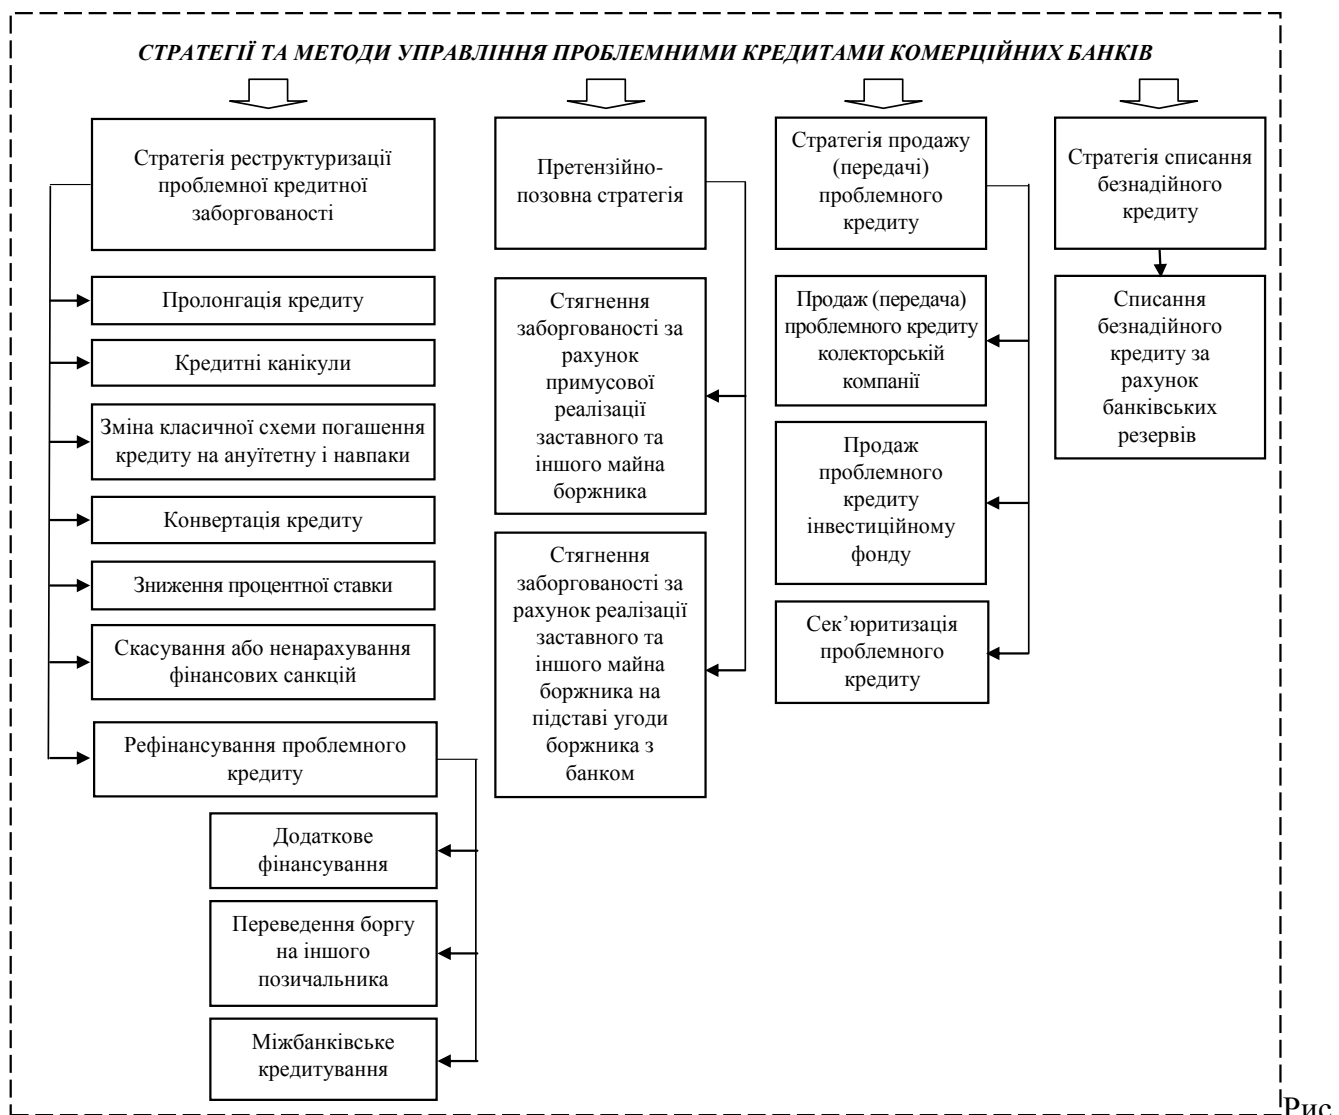 СТРАТЕГІЇ ТА МЕТОДИ УПРАВЛІННЯ ПРОБЛЕМНИМИ КРЕДИТАМИ КОМЕРЦІЙНИХ БАНКІВ
Стратегія реструктуризації
проблемної кредитної
заборгованості
Пролонгація кредиту
Кредитні канікули
Зміна класичної схеми погашення
кредиту на ануїтетну і навпаки
Конвертація кредиту
Зниження процентної ставки
Скасування або ненарахування
фінансових санкцій
Рефінансування проблемного
кредиту
Додаткове
фінансування
Переведення боргу
на іншого
позичальника
Міжбанківське
кредитування
Претензійно-
позовна стратегія
Стягнення
заборгованості за
рахунок
примусової
реалізації
заставного та
іншого майна
боржника
Стягнення
заборгованості за
рахунок реалізації
заставного та
іншого майна
боржника на
підставі угоди
боржника з
банком
Стратегія продажу
(передачі)
проблемного
кредиту
Продаж (передача)
проблемного кредиту
колекторській
компанії
Продаж
проблемного
кредиту
інвестиційному
фонду
Сек’юритизація
проблемного
кредиту
Стратегія списання
безнадійного
кредиту
Списання
безнадійного
кредиту за
рахунок
банківських
резервів
Рис